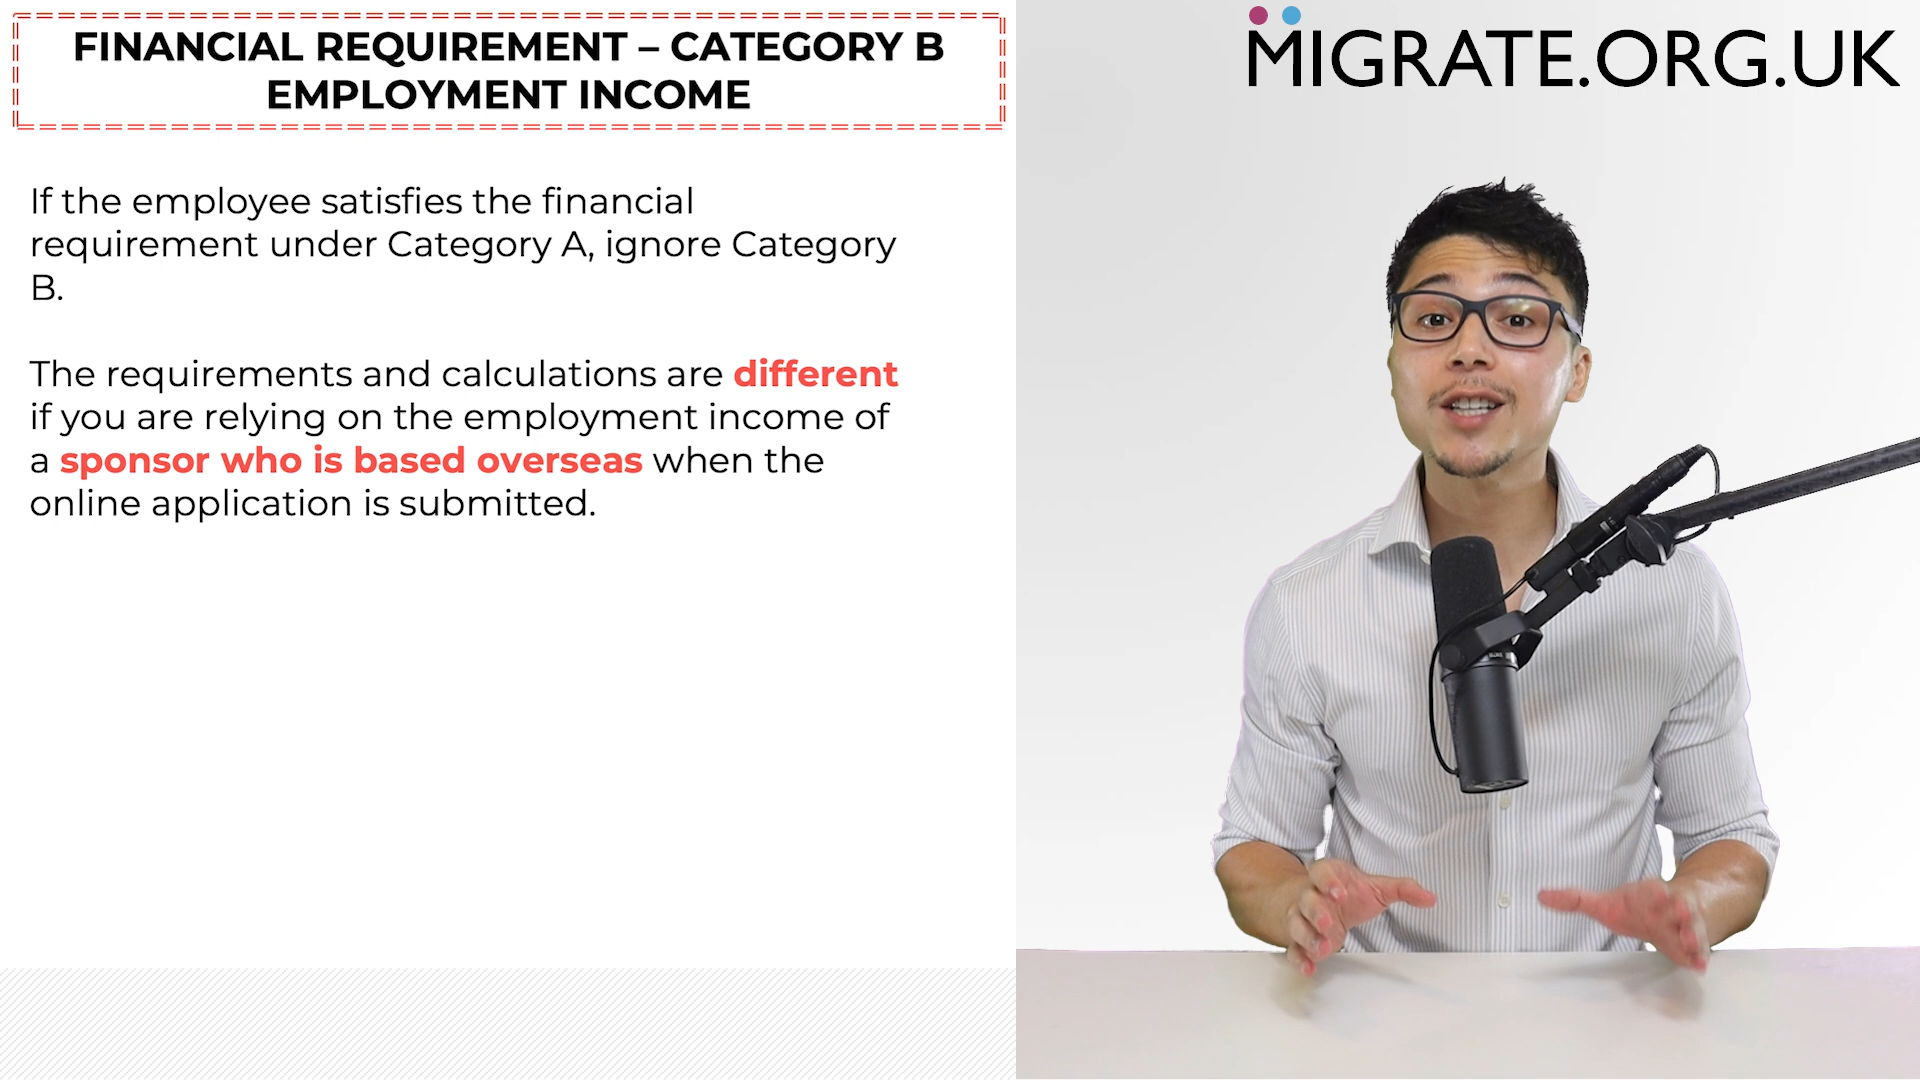 FINANCIAL REQUIREMENT – CATEGORY B
EMPLOYMENT INCOME
MIGRATE.ORG.UK
If the employee satisfies the financial
requirement under Category A, ignore Category
B.
The requirements and calculations are different
if you are relying on the employment income of
a sponsor who is based overseas when the
online application is submitted.